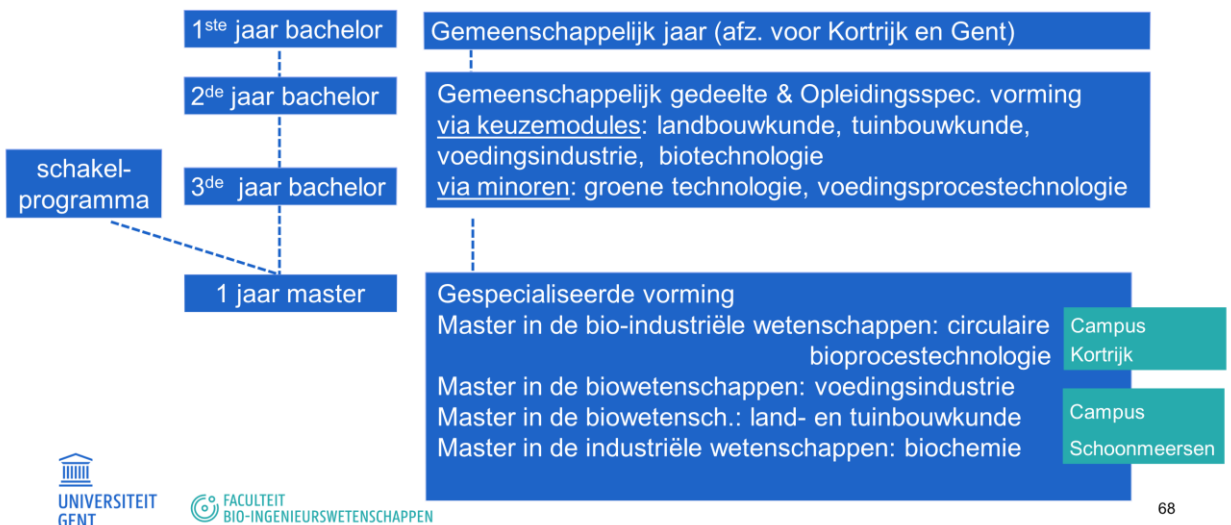 1ste jaar bachelor
Gemeenschappelijk jaar (afz. voor Kortrijk en Gent)
2de jaar bachelor
Gemeenschappelijk gedeelte & Opleidingsspec. vorming
via keuzemodules: landbouwkunde, tuinbouwkunde,
voedingsindustrie, biotechnologie
via minoren: groene technologie, voedingsprocestechnologie
schakel-
programma
3de jaar bachelor
1 jaar master
Gespecialiseerde vorming
Master in de bio-industriële wetenschappen: circulaire
bioprocestechnologie
Master in de biowetenschappen: voedingsindustrie
Master in de biowetensch.: land- en tuinbouwkunde
Master in de industriële wetenschappen: biochemie
Campus
Kortrijk
Campus
Schoonmeersen
UNIVERSITEIT
GENT
FACULTEIT
BIO-INGENIEURSWETENSCHAPPEN
68